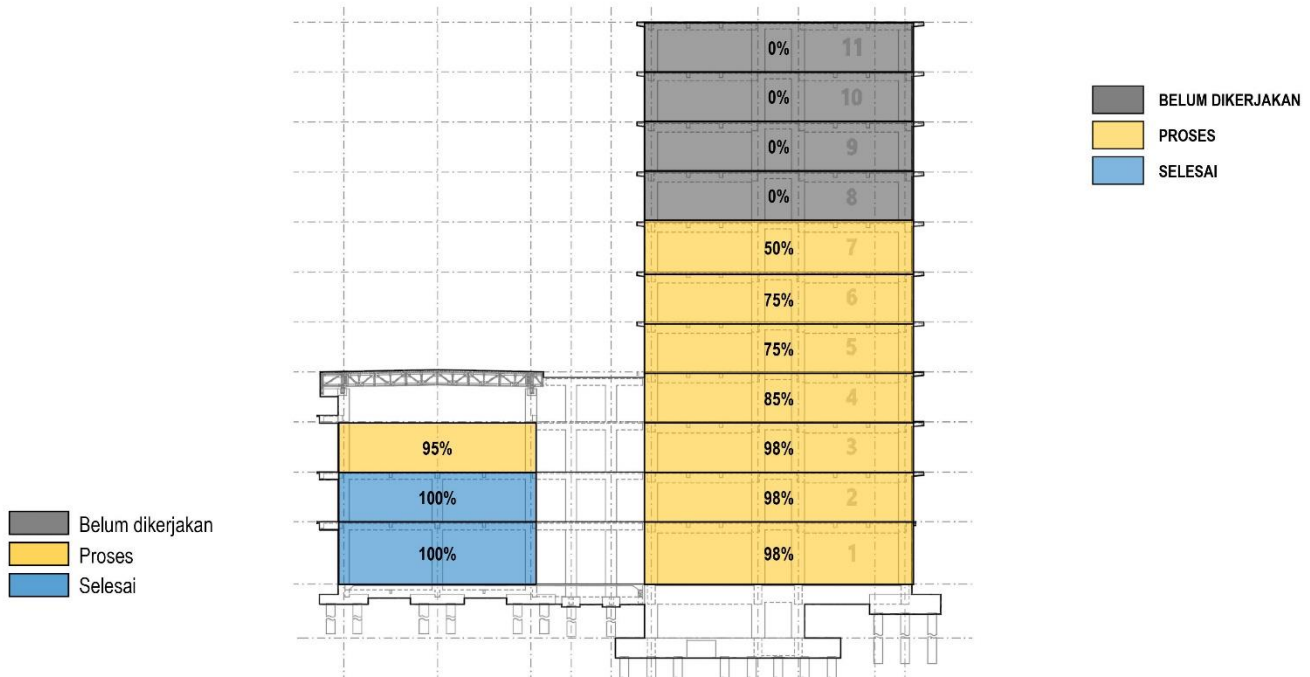 0% 11
0% 10
0% 9
0% 8
50% 7
75% 6
75% 5
85% 4
98% 3
98% 2
98% 1
95%
100%
100%
BELUM DIKERJAKAN
PROSES
SELESAI
Belum dikerjakan
Proses
Selesai